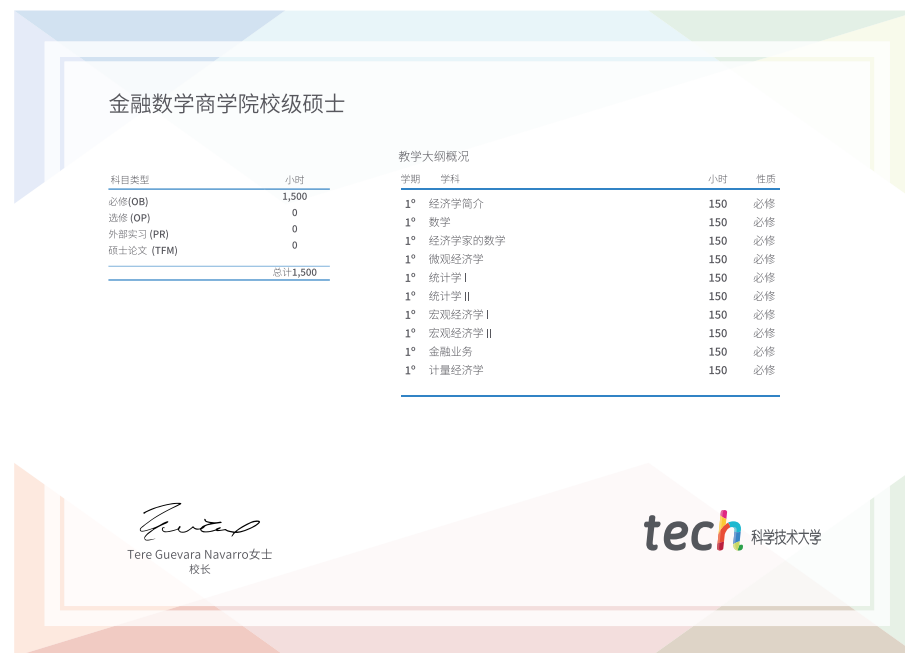 金融数学商学院校级硕士
科目类型 小时
必修(OB) 1,500
选修 (OP) 0
外部实习 (PR) 0
硕士论文 (TFM) 0
总计1,500
教学大纲概况
学期 学科 小时 性质
1º 经济学简介 150 必修
1º 数学 150 必修
1º 经济学家的数学 150 必修
1º 微观经济学 150 必修
1º 统计学 I 150 必修
1º 统计学 II 150 必修
1º 宏观经济学 I 150 必修
1º 宏观经济学 II 150 必修
1º 金融业务 150 必修
1º 计量经济学 150 必修
Tere Guevara Navarro女士
校长
tech 科学技术大学